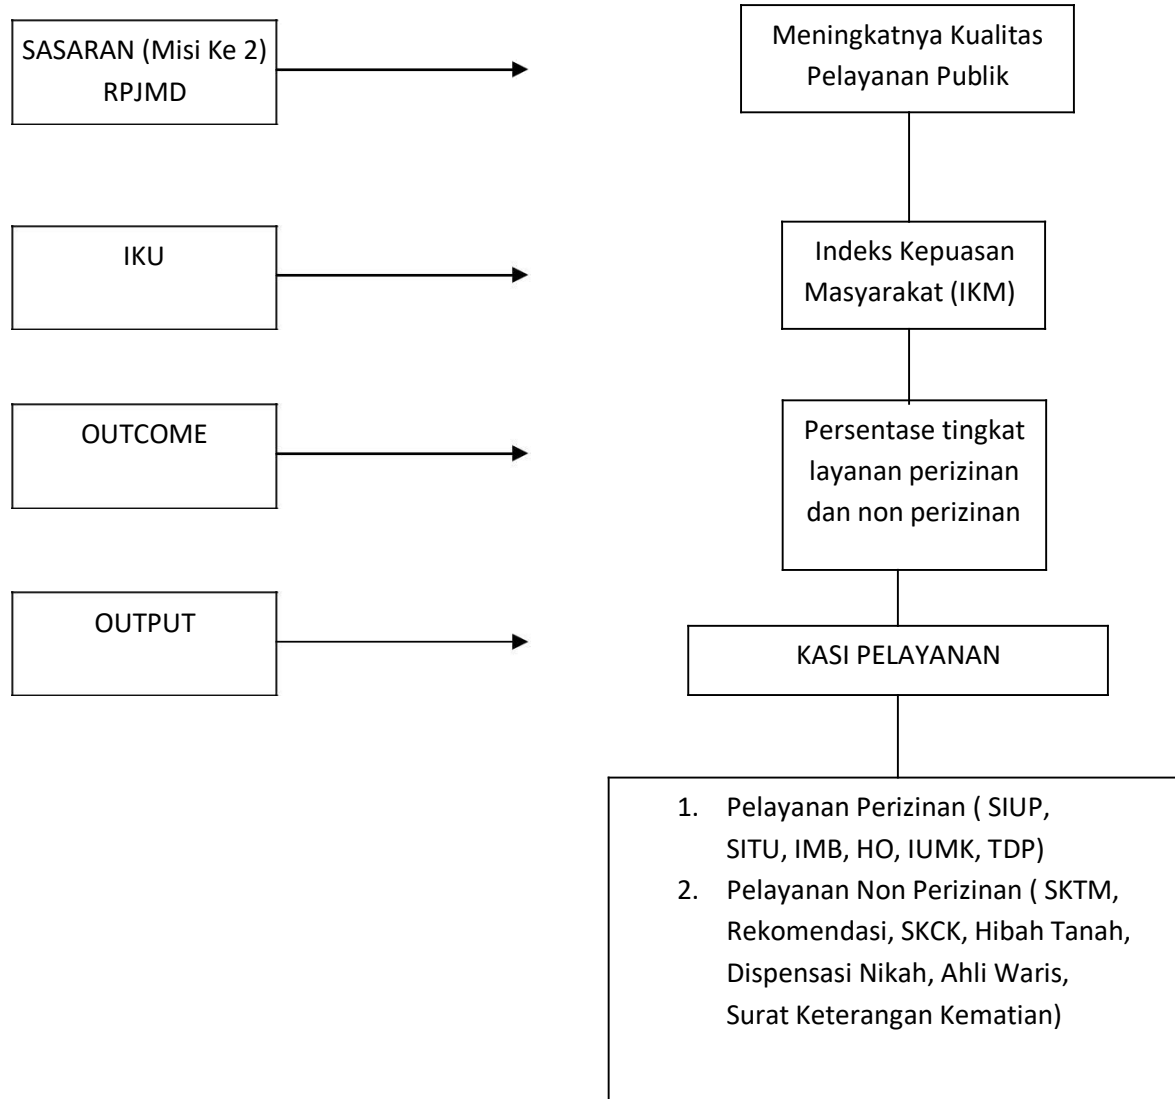 SASARAN (Misi Ke 2)
RPJMD
Meningkatnya Kualitas
Pelayanan Publik
IKU
Indeks Kepuasan
Masyarakat (IKM)
OUTCOME
Persentase tingkat
layanan perizinan
dan non perizinan
OUTPUT
KASI PELAYANAN
1. Pelayanan Perizinan ( SIUP,
SITU, IMB, HO, IUMK, TDP)
2. Pelayanan Non Perizinan ( SKTM,
Rekomendasi, SKCK, Hibah Tanah,
Dispensasi Nikah, Ahli Waris,
Surat Keterangan Kematian)